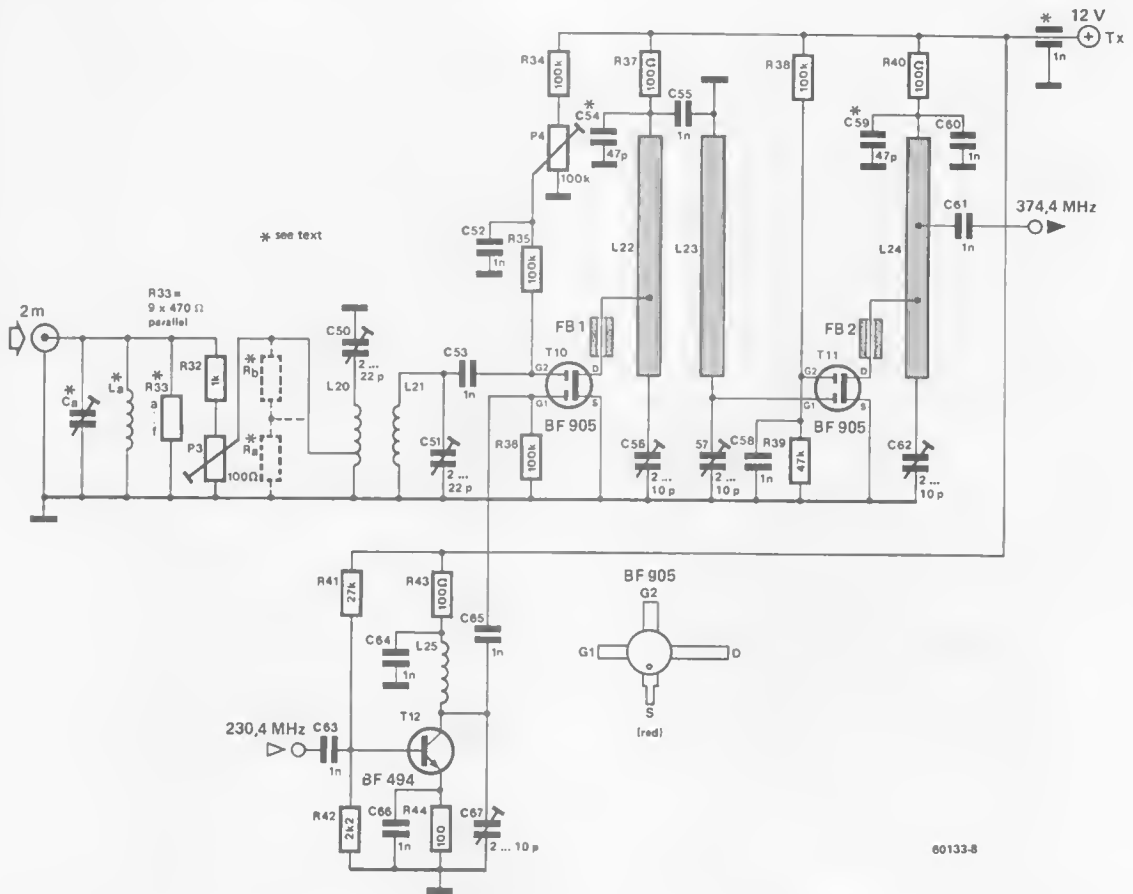 12 V
*
Tx
1n
R34
100k
R37
100Ω
C55
1n
R38
100k
R40
100Ω
*
C54
47p
P4
100k
*
C59
47p
C60
1n
C61
1n
374,4 MHz
* see text
C52
1n
R35
100k
L22
L23
L24
R33 =
9 x 470 Ω
parallel
2m
C50
2 ...
22 p
FB 1
FB 2
C53
1n
T10
G2
D
G1
S
BF 905
T11
G2
D
G1
S
BF 905
*
Ca
*
La
*
R33
a
f
R32
1k
*
Rb
L20
L21
P3
100Ω
*
Ra
C51
2 ...
22 p
R36
100k
C56
2 ...
10 p
57
2 ...
10 p
C58
1n
R39
47k
C62
2 ...
10 p
R41
27k
R43
100Ω
C65
1n
BF 905
G2
G1
D
S
(red)
C64
1n
L25
T12
230,4 MHz
C63
1n
BF 494
R42
2k2
C66
1n
R44
100
C67
2 ... 10 p
60133-8